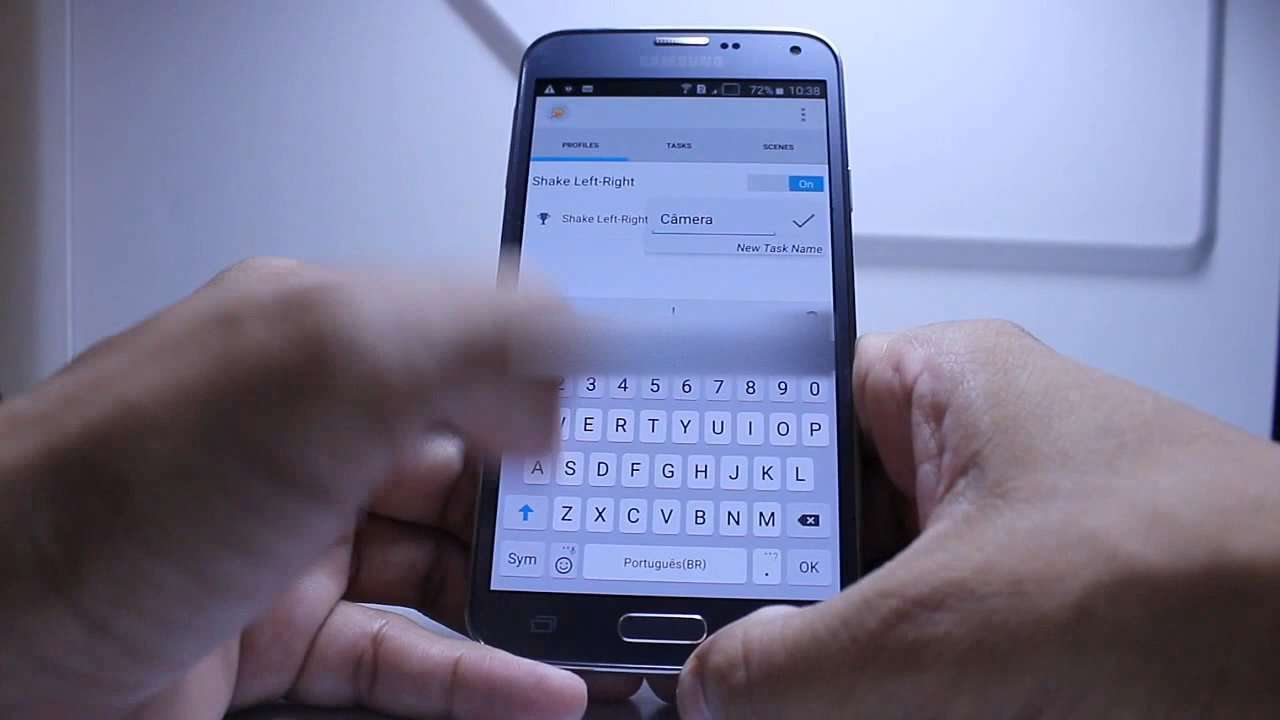 SAMSUNG
72% 10:38
PROFILES TASKS SCENES
Shake Left-Right On
Shake Left-Right Câmera
New Task Name
2 3 4 5 6 7 8 9 0
E R T Y U I O P
A S D F G H J K L
Z X C V B N M
Sym Português(BR) . OK